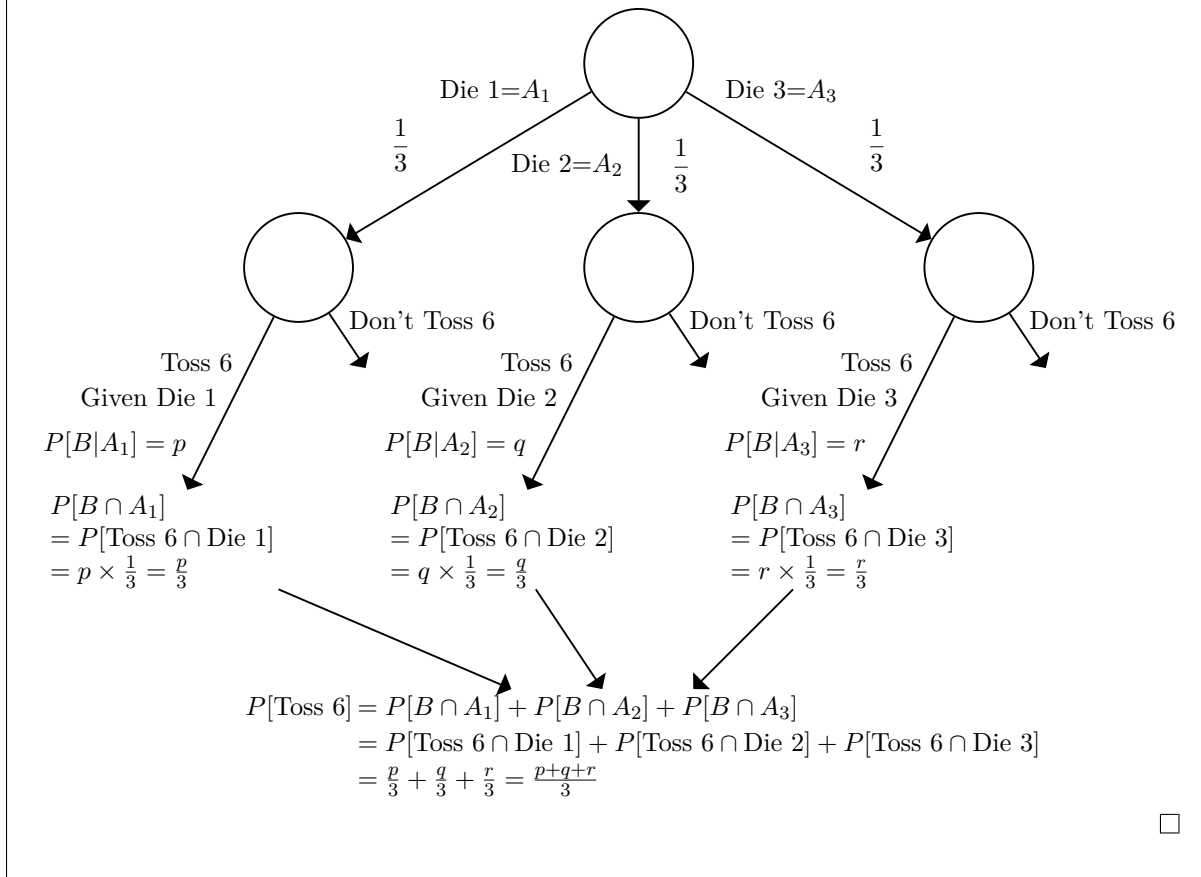 Die 1=A₁
Die 3=A₃
1/3
Die 2=A₂
1/3
1/3
Don't Toss 6
Don't Toss 6
Don't Toss 6
Toss 6
Given Die 1
P[B|A₁] = p
Toss 6
Given Die 2
P[B|A₂] = q
Toss 6
Given Die 3
P[B|A₃] = r
P[B ∩ A₁]
= P[Toss 6 ∩ Die 1]
= p × 1/3 = p/3
P[B ∩ A₂]
= P[Toss 6 ∩ Die 2]
= q × 1/3 = q/3
P[B ∩ A₃]
= P[Toss 6 ∩ Die 3]
= r × 1/3 = r/3
P[Toss 6] = P[B ∩ A₁] + P[B ∩ A₂] + P[B ∩ A₃]
= P[Toss 6 ∩ Die 1] + P[Toss 6 ∩ Die 2] + P[Toss 6 ∩ Die 3]
= p/3 + q/3 + r/3 = (p+q+r)/3
□